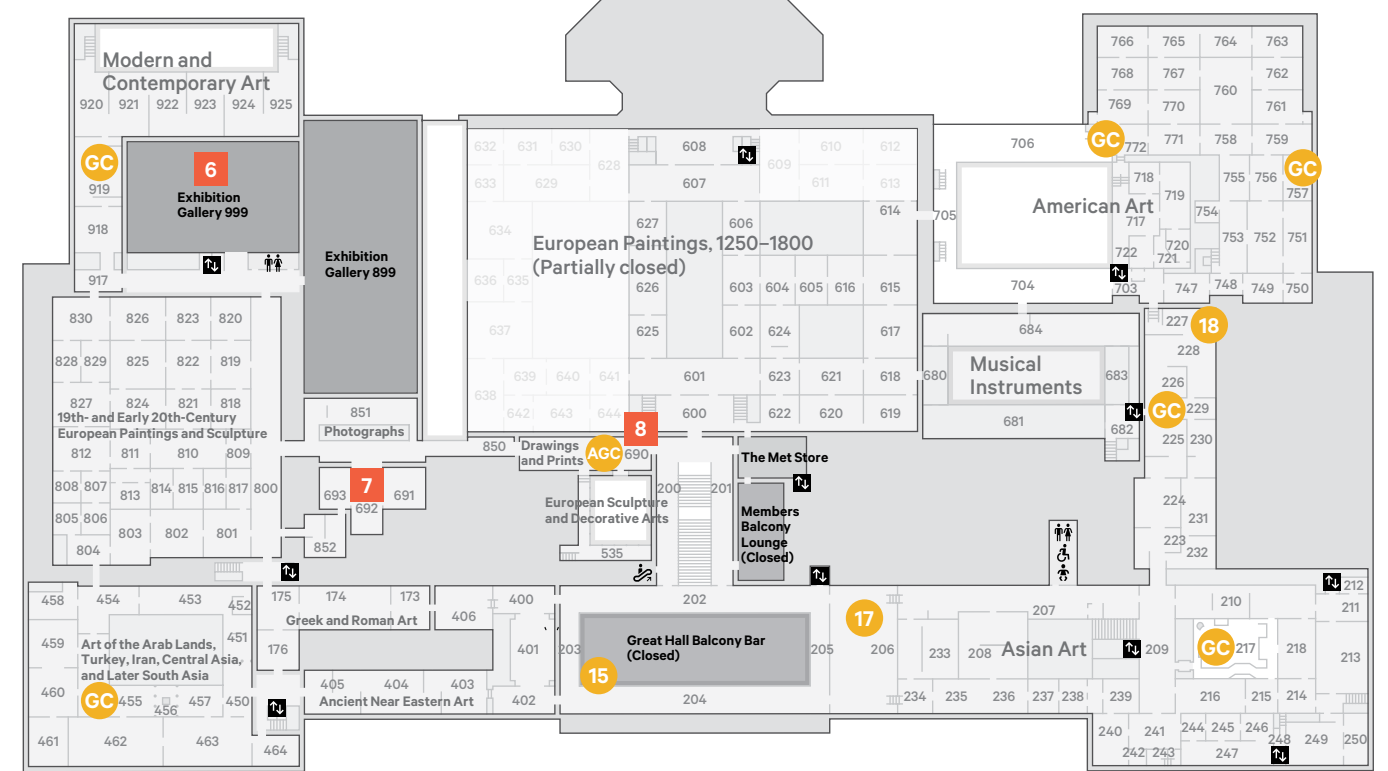 Modern and
Contemporary Art
920 921 922 923 924 925
GC
919
6
Exhibition
Gallery 999
918
917
Exhibition
Gallery 899
830 826 823 820
828 829 825 822 819
827 824 821 818
19th- and Early 20th-Century
European Paintings and Sculpture
812 811 810 809
808 807 813 814 815 816 817 800
805 806
803 802 801
804
851
Photographs
7
693 691
692
852
850
632 631 630 628
633 629
634
636 635
637
639 640 641
638
642 643 644
608
607
609 610 612
611 613
614
627 606
European Paintings, 1250–1800
(Partially closed)
626 603 604 605 616 615
625 602 624 617
601 623 621 618
600 622 620 619
8
Drawings
and Prints
AGC
690
European Sculpture
and Decorative Arts
535
200 201
The Met Store
Members
Balcony
Lounge
(Closed)
706
705
American Art
704
703
GC
772
766 765 764 763
768 767 760 762
769 770 761
771 758 759
GC
718 719
717
755 756 757
754
722 720
721
753 752 751
747 748 749 750
684
680
Musical
Instruments
683
681
682
227
18
228
226
GC
229
225 230
224
231
223
232
458 454 453 452
459
451
Art of the Arab Lands,
Turkey, Iran, Central Asia,
and Later South Asia
460
GC
455 456 457 450
461 462 463 464
175 174 173
Greek and Roman Art
176
406
400
401
402
405 404 403
Ancient Near Eastern Art
202
203
Great Hall Balcony Bar
(Closed)
15
204
205
17
206
207
233 208
Asian Art
209
234 235 236 237 238 239
210
GC
217
218
212
211
213
216 215 214
240 241
242 243
244 245 246
247
248
249 250